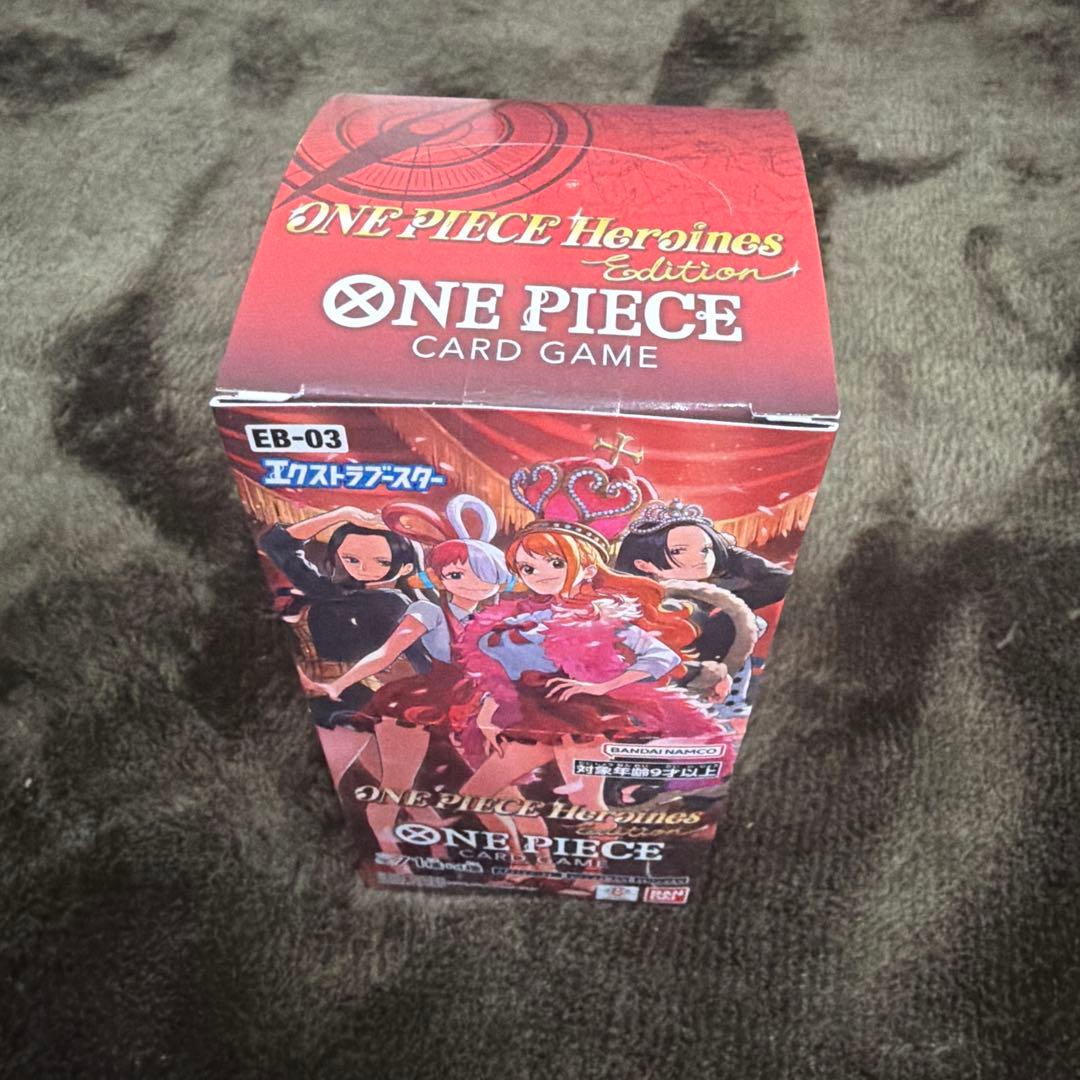 ONE PIECE Heroines
Edition
ONE PIECE
CARD GAME
EB-03
エクストラブースター
BANDAI NAMCO
対象年齢9才以上
ONE PIECE Heroines
Edition
ONE PIECE
CARD GAME
BAN
DAI